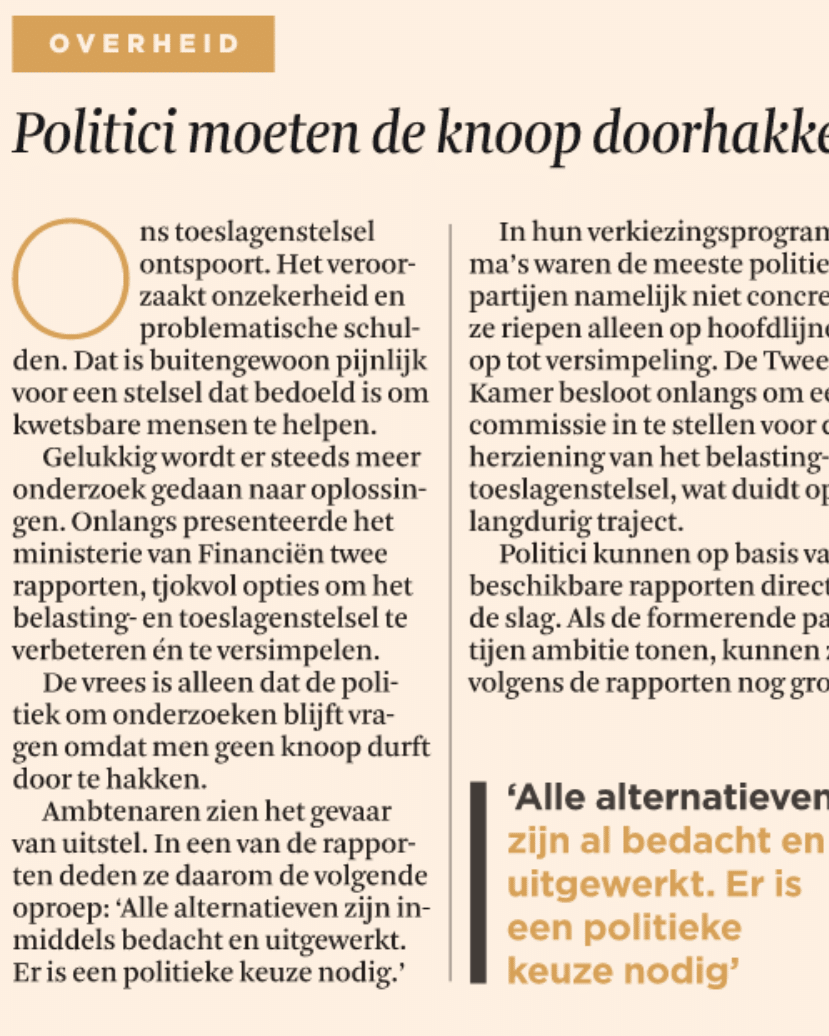 OVERHEID
Politici moeten de knoop doorhakke
Ons toeslagenstelsel
ontspoort. Het veroor-
zaakt onzekerheid en
problematische schul-
den. Dat is buitengewoon pijnlijk
voor een stelsel dat bedoeld is om
kwetsbare mensen te helpen.
Gelukkig wordt er steeds meer
onderzoek gedaan naar oplossin-
gen. Onlangs presenteerde het
ministerie van Financiën twee
rapporten, tjokvol opties om het
belasting- en toeslagenstelsel te
verbeteren én te versimpelen.
De vrees is alleen dat de poli-
tiek om onderzoeken blijft vra-
gen omdat men geen knoop durft
door te hakken.
Ambtenaren zien het gevaar
van uitstel. In een van de rappor-
ten deden ze daarom de volgende
oproep: ‘Alle alternatieven zijn in-
middels bedacht en uitgewerkt.
Er is een politieke keuze nodig.’
In hun verkiezingsprogram
ma’s waren de meeste politie
partijen namelijk niet concre
ze riepen alleen op hoofdlijne
op tot versimpeling. De Twee
Kamer besloot onlangs om ee
commissie in te stellen voor
herziening van het belasting-
toeslagenstelsel, wat duidt op
langdurig traject.
Politici kunnen op basis va
beschikbare rapporten direct
de slag. Als de formerende pa
tijen ambitie tonen, kunnen
volgens de rapporten nog gro
‘Alle alternatieven
zijn al bedacht en
uitgewerkt. Er is
een politieke
keuze nodig’